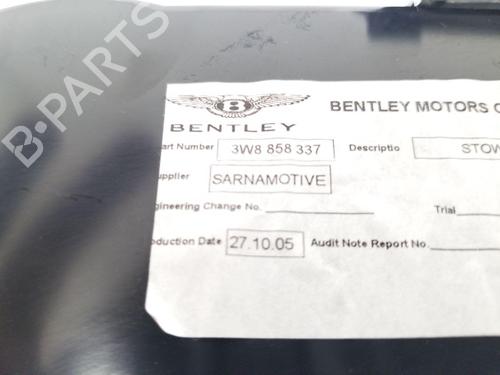 B-PARTS
B
BENTLEY
BENTLEY MOTORS
art Number 3W8 858 337 Descriptio STOW
upplier SARNAMOTIVE
ngineering Change No. Trial
roduction Date 27.10.05 Audit Note Report No.